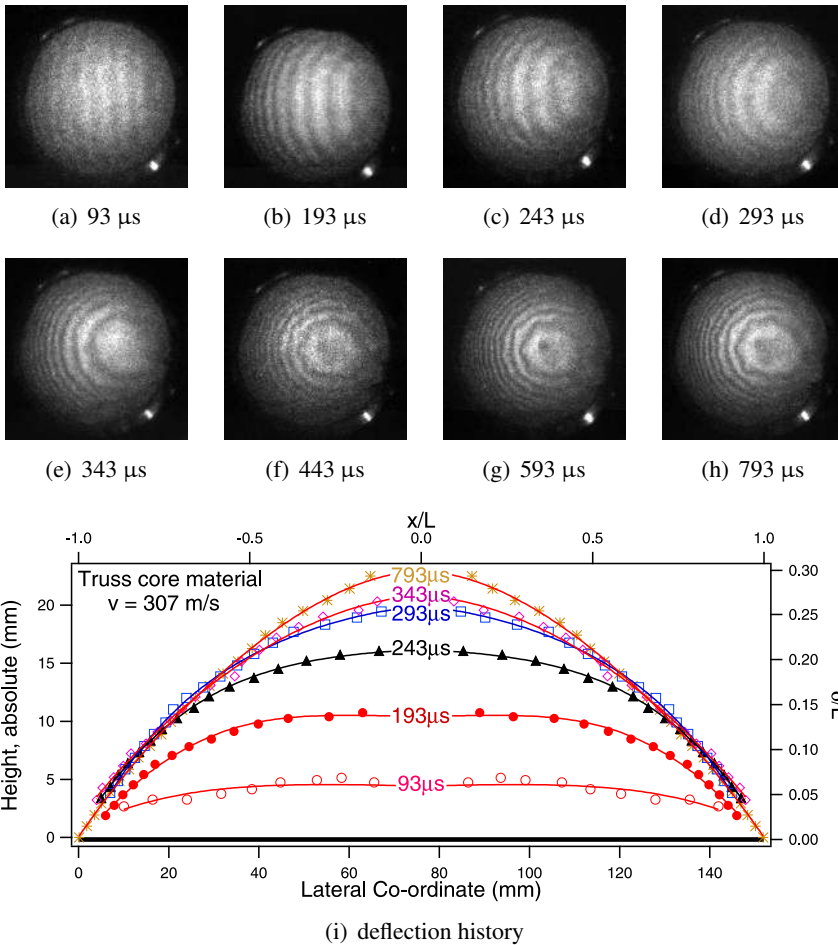 (a) 93 µs
(b) 193 µs
(c) 243 µs
(d) 293 µs
(e) 343 µs
(f) 443 µs
(g) 593 µs
(h) 793 µs
x/L
-1.0
-0.5
0.0
0.5
1.0
Truss core material
v = 307 m/s
793µs
343µs
293µs
243µs
193µs
93µs
Height, absolute (mm)
20
15
10
5
0
0.30
0.25
0.20
0.15
0.10
0.05
0.00
0
20
40
60
80
100
120
140
Lateral Co-ordinate (mm)
(i) deflection history